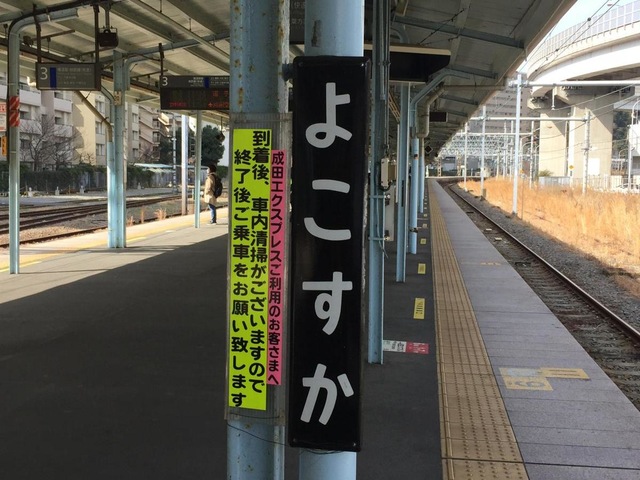 よこすか
成田エクスプレスご利用のお客さまへ
到着後、車内清掃がございますので
終了後ご乗車をお願い致します
3
3